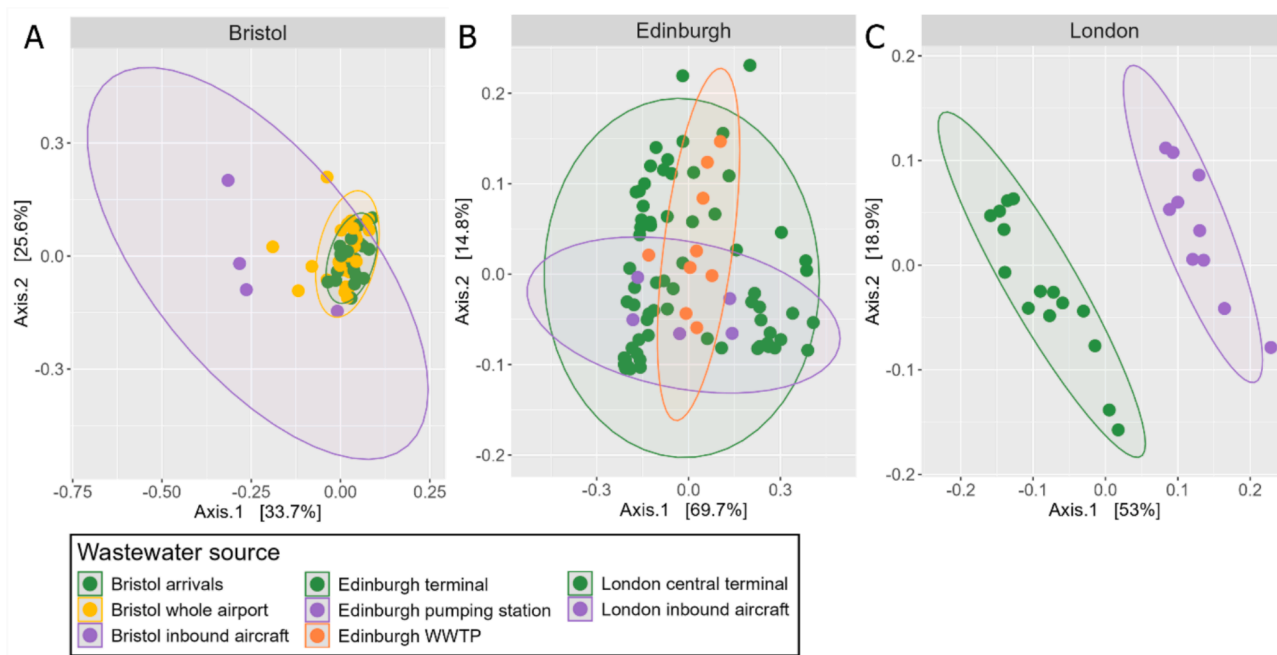 A
Bristol
B
Edinburgh
C
London
Axis.2 [25.6%]
0.3
0.0
-0.3
-0.75
-0.50
-0.25
0.00
0.25
Axis.1 [33.7%]
Axis.2 [14.8%]
0.2
0.1
0.0
-0.1
-0.2
-0.3
0.0
0.3
Axis.1 [69.7%]
Axis.2 [18.9%]
0.2
0.1
0.0
-0.1
-0.2
-0.2
-0.1
0.0
0.1
0.2
Axis.1 [53%]
Wastewater source
Bristol arrivals
Bristol whole airport
Bristol inbound aircraft
Edinburgh terminal
Edinburgh pumping station
Edinburgh WWTP
London central terminal
London inbound aircraft